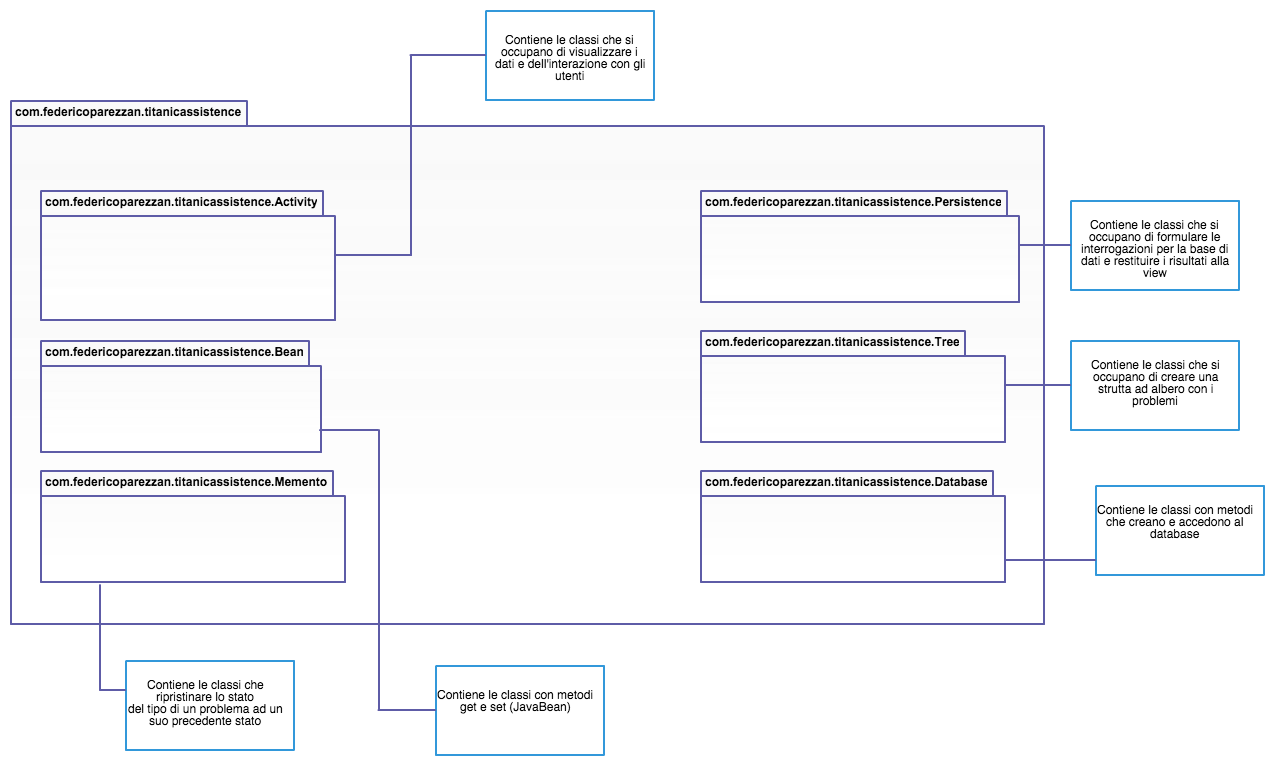 Contiene le classi che si
occupano di visualizzare i
dati e dell'interazione con gli
utenti
com.federicoparezzan.titanicassistence
com.federicoparezzan.titanicassistence.Activity
com.federicoparezzan.titanicassistence.Persistence
Contiene le classi che si
occupano di formulare le
interrogazioni per la base di
dati e restituire i risultati alla
view
com.federicoparezzan.titanicassistence.Bean
com.federicoparezzan.titanicassistence.Tree
Contiene le classi che si
occupano di creare una
strutta ad albero con i
problemi
com.federicoparezzan.titanicassistence.Memento
com.federicoparezzan.titanicassistence.Database
Contiene le classi con metodi
che creano e accedono al
database
Contiene le classi che
ripristinare lo stato
del tipo di un problema ad un
suo precedente stato
Contiene le classi con metodi
get e set (JavaBean)